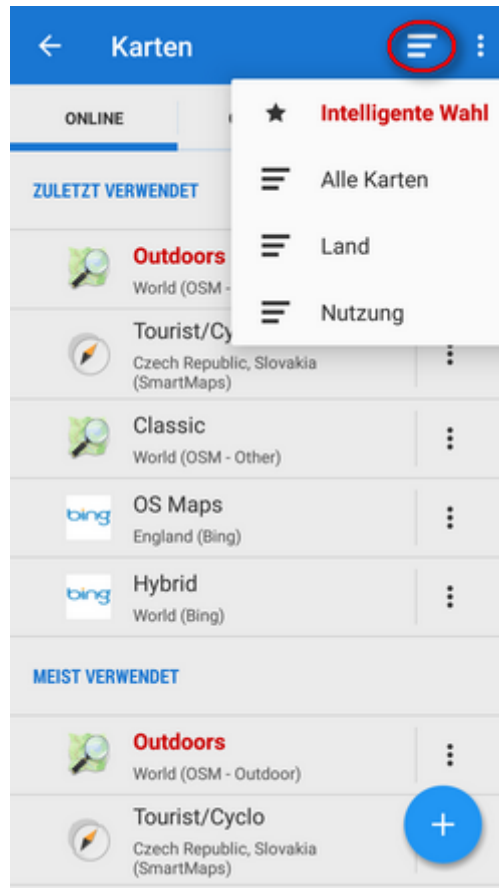 Karten
Intelligente Wahl
Alle Karten
Land
Nutzung
ONLINE
ZULETZT VERWENDET
Outdoors
World (OSM -
Tourist/Cy
Czech Republic, Slovakia
(SmartMaps)
Classic
World (OSM - Other)
bing
OS Maps
England (Bing)
bing
Hybrid
World (Bing)
MEIST VERWENDET
Outdoors
World (OSM - Outdoor)
Tourist/Cyclo
Czech Republic, Slovakia
(SmartMaps)